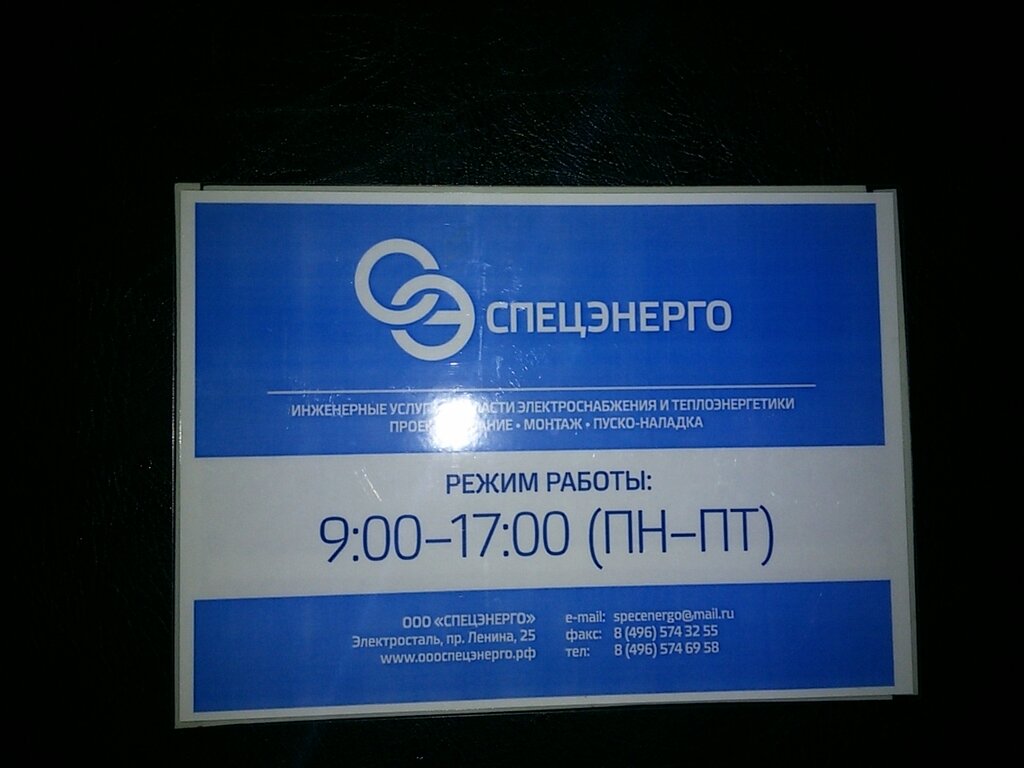 СПЕЦЭНЕРГО
ИНЖЕНЕРНЫЕ ЭЛЕКТРОСНАБЖЕНИЯ И ТЕПЛОЭНЕРГЕТИКИ
• МОНТАЖ • ПУСКО-НАЛАДКА
РЕЖИМ РАБОТЫ:
9:00–17:00 (ПН–ПТ)
ООО «СПЕЦЭНЕРГО»
Электросталь, пр. Ленина, 25
www.ооспецэнерго.рф
e-mail: specenergo@mail.ru
факс: 8 (496) 574 32 55
тел: 8 (496) 574 69 58